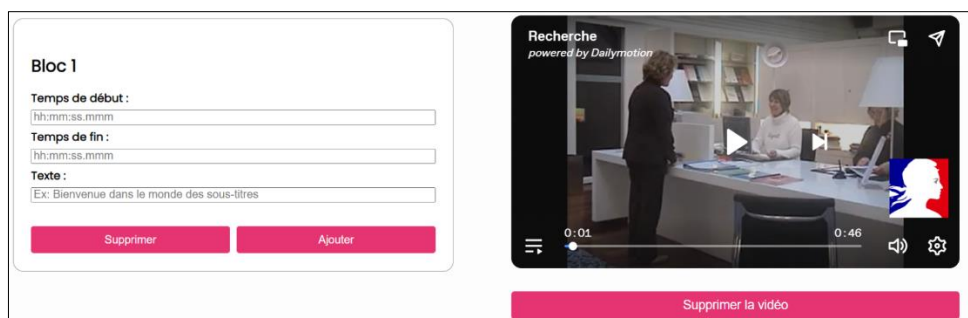 Bloc 1
Temps de début :
hh:mm:ss.mmm
Temps de fin :
hh:mm:ss.mmm
Texte :
Ex: Bienvenue dans le monde des sous-titres
Supprimer
Ajouter
Recherche
powered by Dailymotion
0:01
0:46
Supprimer la vidéo